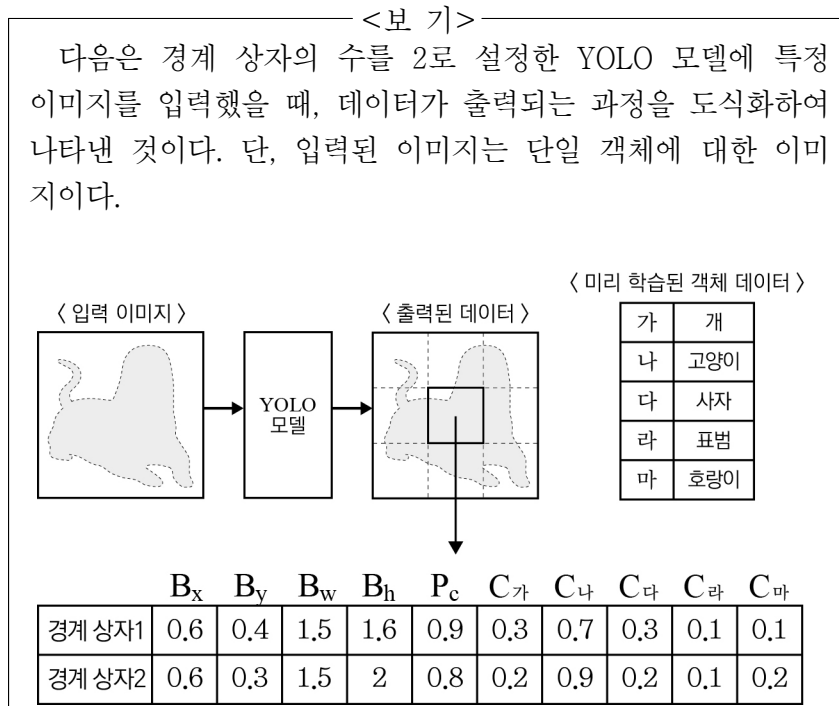 <보 기>
다음은 경계 상자의 수를 2로 설정한 YOLO 모델에 특정
이미지를 입력했을 때, 데이터가 출력되는 과정을 도식화하여
나타낸 것이다. 단, 입력된 이미지는 단일 객체에 대한 이미
지이다.
〈 입력 이미지 〉
YOLO
모델
〈 출력된 데이터 〉
〈 미리 학습된 객체 데이터 〉
가 개
나 고양이
다 사자
라 표범
마 호랑이
Bx By Bw Bh Pc C가 C나 C다 C라 C마
경계 상자1 0.6 0.4 1.5 1.6 0.9 0.3 0.7 0.3 0.1 0.1
경계 상자2 0.6 0.3 1.5 2 0.8 0.2 0.9 0.2 0.1 0.2